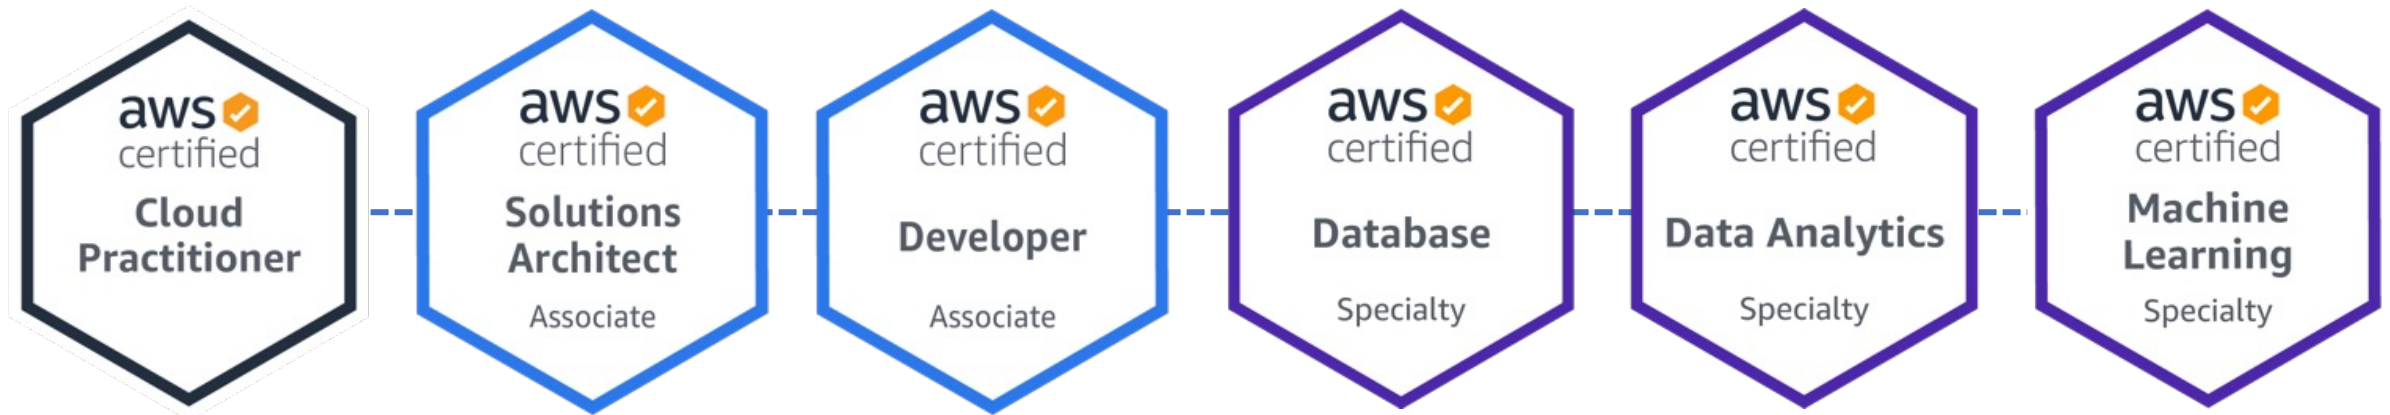 aws
certified
Cloud
Practitioner
aws
certified
Solutions
Architect
Associate
aws
certified
Developer
Associate
aws
certified
Database
Specialty
aws
certified
Data Analytics
Specialty
aws
certified
Machine
Learning
Specialty